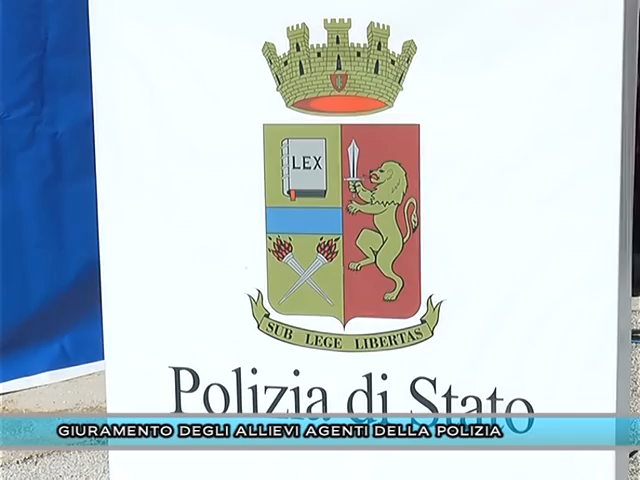 LEX
SUB LEGE LIBERTAS
Polizia di Stato
GIURAMENTO DEGLI ALLIEVI AGENTI DELLA POLIZIA